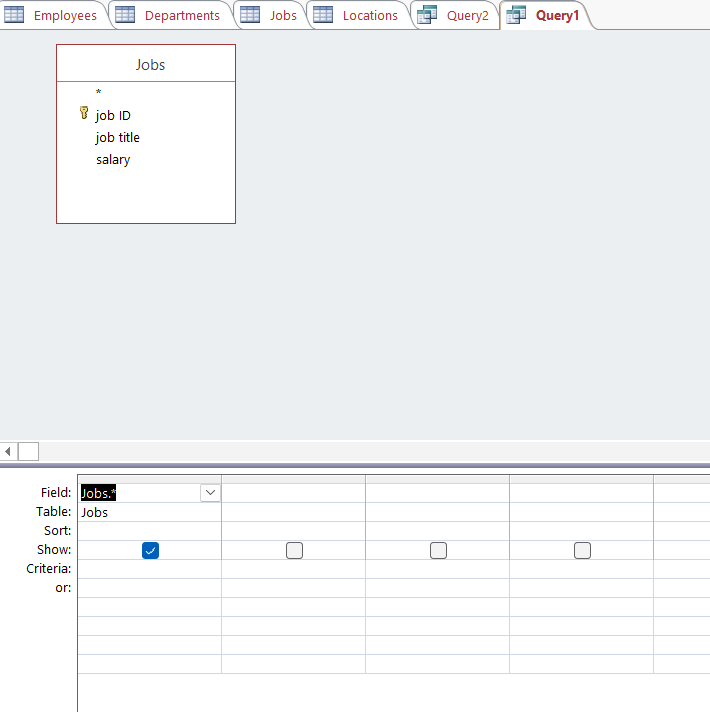 Employees Departments Jobs Locations Query2 Query1
Jobs
*
job ID
job title
salary
Field: Jobs.*
Table: Jobs
Sort:
Show:
Criteria:
or: